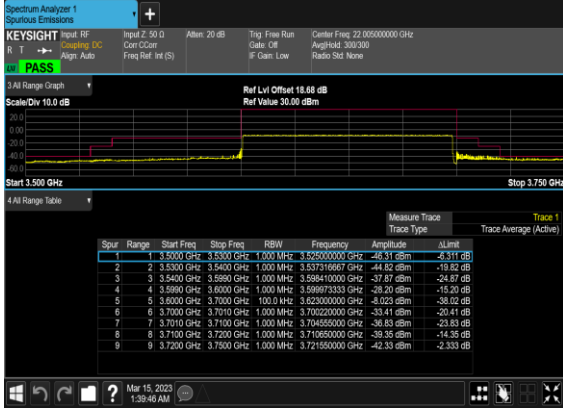 Spectrum Analyzer 1
Spurious Emissions
+
KEYSIGHT Input: RF Input Z: 50 Ω Atten: 20 dB Trig: Free Run Center Freq: 22.005000000 GHz
R T Coupling: DC Corr CCorr Gate: Off Avg|Hold: 300/300
Align: Auto Freq Ref: Int (S) IF Gain: Low Radio Std: None
PASS
3 All Range Graph Ref Lvl Offset 18.68 dB
Scale/Div 10.0 dB Ref Value 30.00 dBm
20.0
0.00
-20.0
-40.0
-60.0
Start 3.500 GHz Stop 3.750 GHz
4 All Range Table
Measure Trace Trace 1
Trace Type Trace Average (Active)
Spur Range Start Freq Stop Freq RBW Frequency Amplitude ΔLimit
1 1 3.5000 GHz 3.5300 GHz 1.000 MHz 3.525000000 GHz -46.31 dBm -6.311 dB
2 2 3.5300 GHz 3.5400 GHz 1.000 MHz 3.537316667 GHz -44.82 dBm -19.82 dB
3 3 3.5400 GHz 3.5990 GHz 1.000 MHz 3.598410000 GHz -37.87 dBm -24.87 dB
4 4 3.5990 GHz 3.6000 GHz 1.000 MHz 3.599973333 GHz -28.20 dBm -15.20 dB
5 5 3.6000 GHz 3.7000 GHz 100.0 kHz 3.623000000 GHz -8.023 dBm -38.02 dB
6 6 3.7000 GHz 3.7010 GHz 1.000 MHz 3.700220000 GHz -33.41 dBm -20.41 dB
7 7 3.7010 GHz 3.7100 GHz 1.000 MHz 3.704555000 GHz -36.83 dBm -23.83 dB
8 8 3.7100 GHz 3.7200 GHz 1.000 MHz 3.710650000 GHz -39.35 dBm -14.35 dB
9 9 3.7200 GHz 3.7500 GHz 1.000 MHz 3.721550000 GHz -42.33 dBm -2.333 dB
? Mar 15, 2023
1:39:46 AM